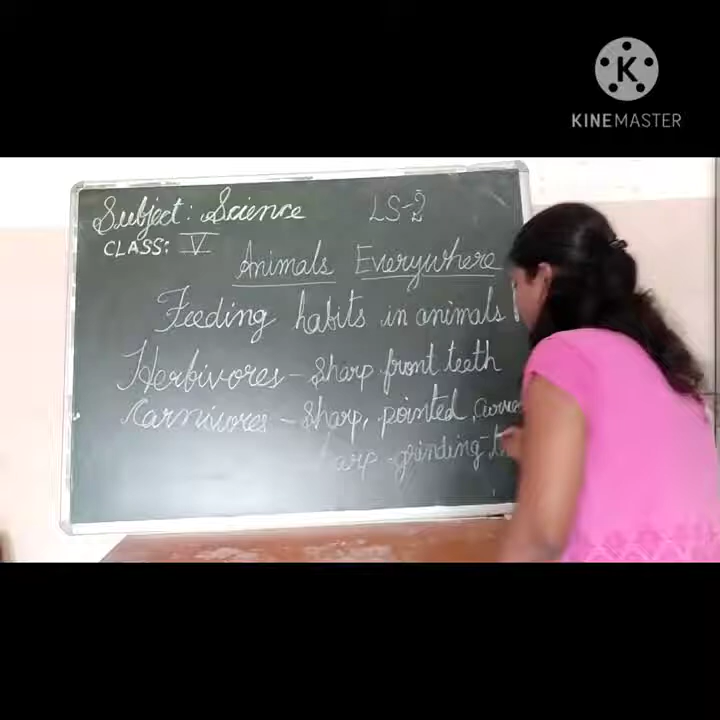 K
KINEMASTER
Subject: Science LS-2
CLASS: V
Animals Everywhere
Feeding habits in animals
Herbivores - Sharp front teeth
Carnivores - Sharp, pointed,
arp - grinding -